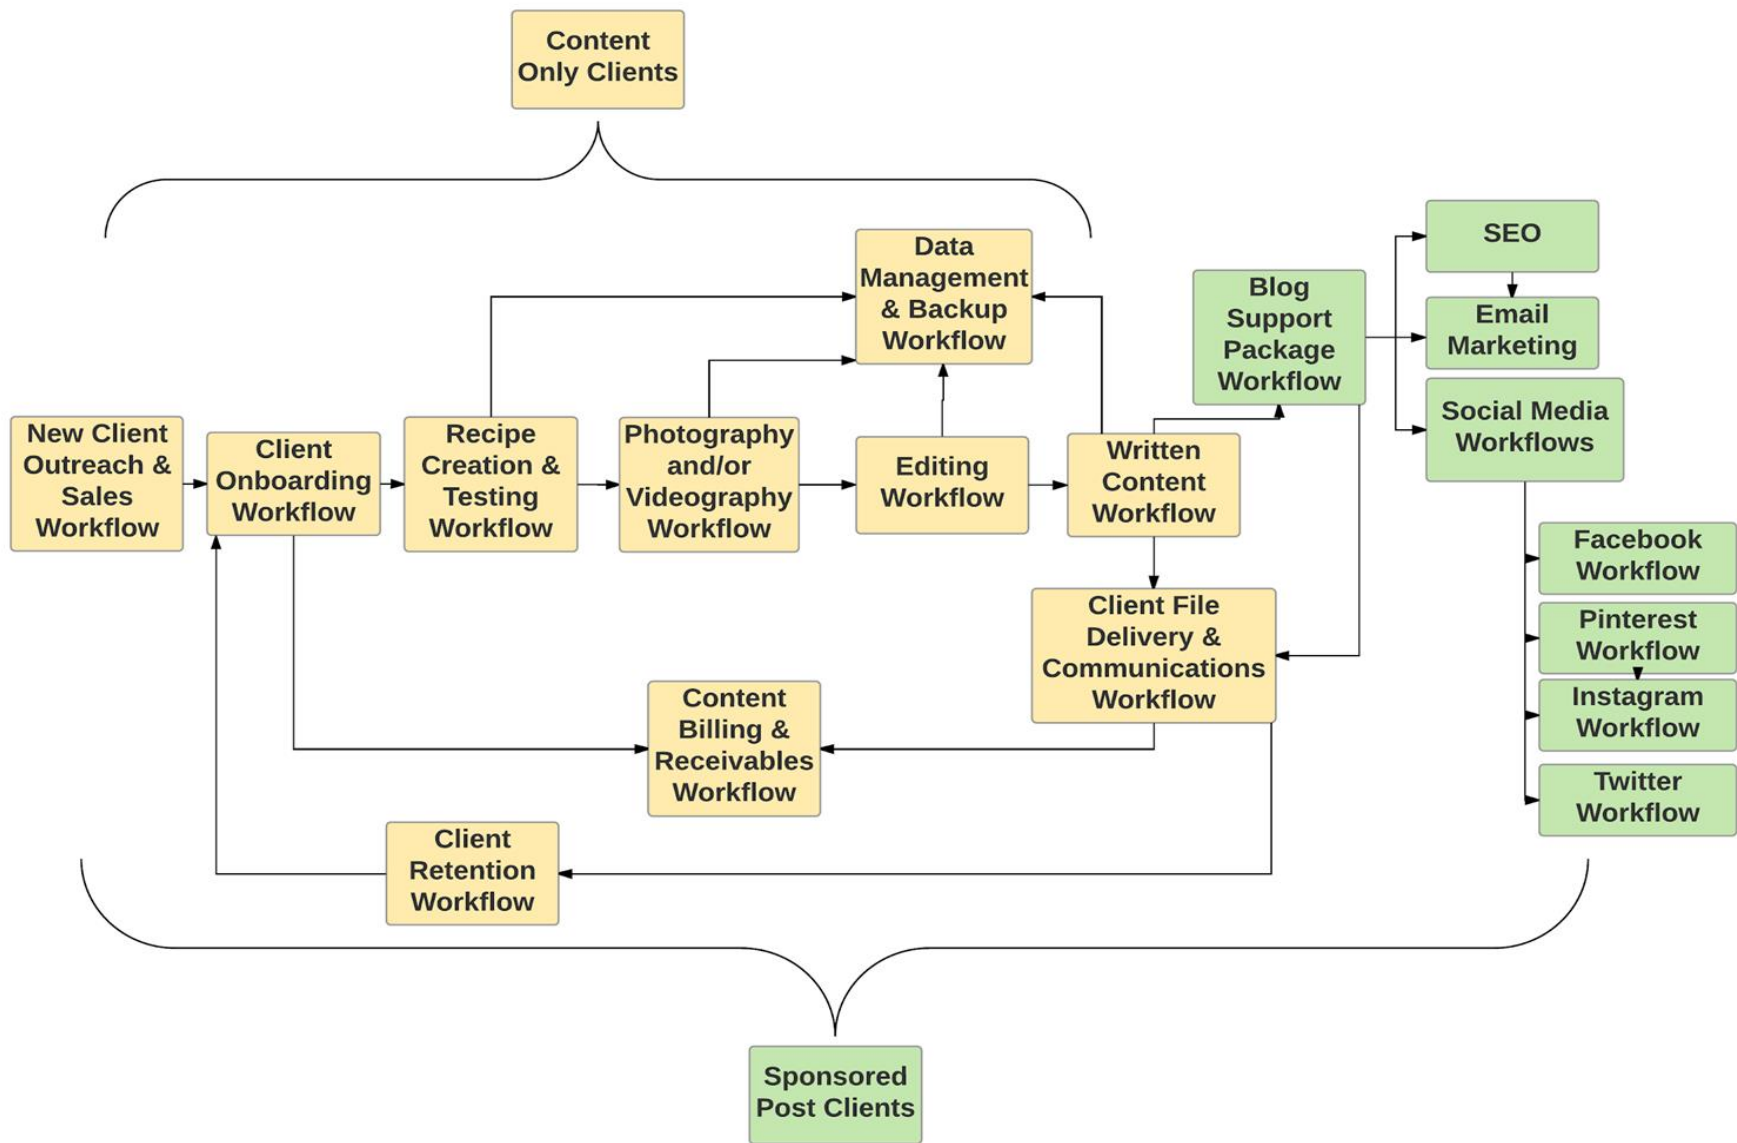 Content
Only Clients
Data
Management
& Backup
Workflow
SEO
Blog
Support
Package
Workflow
Email
Marketing
Social Media
Workflows
New Client
Outreach &
Sales
Workflow
Client
Onboarding
Workflow
Recipe
Creation &
Testing
Workflow
Photography
and/or
Videography
Workflow
Editing
Workflow
Written
Content
Workflow
Facebook
Workflow
Pinterest
Workflow
Instagram
Workflow
Twitter
Workflow
Client File
Delivery &
Communications
Workflow
Content
Billing &
Receivables
Workflow
Client
Retention
Workflow
Sponsored
Post Clients